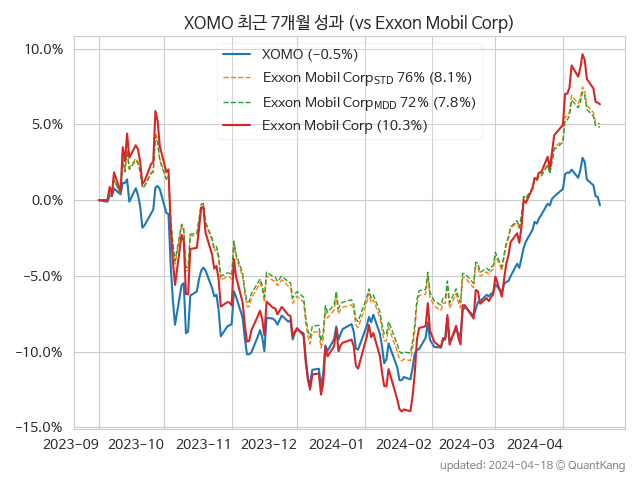 XOMO 최근 7개월 성과 (vs Exxon Mobil Corp)
XOMO (−0.5%)
Exxon Mobil CorpSTD 76% (8.1%)
Exxon Mobil CorpMDD 72% (7.8%)
Exxon Mobil Corp (10.3%)
10.0%
5.0%
0.0%
−5.0%
−10.0%
−15.0%
2023-09 2023-10 2023-11 2023-12 2024-01 2024-02 2024-03 2024-04
updated: 2024-04-18 © QuantKang